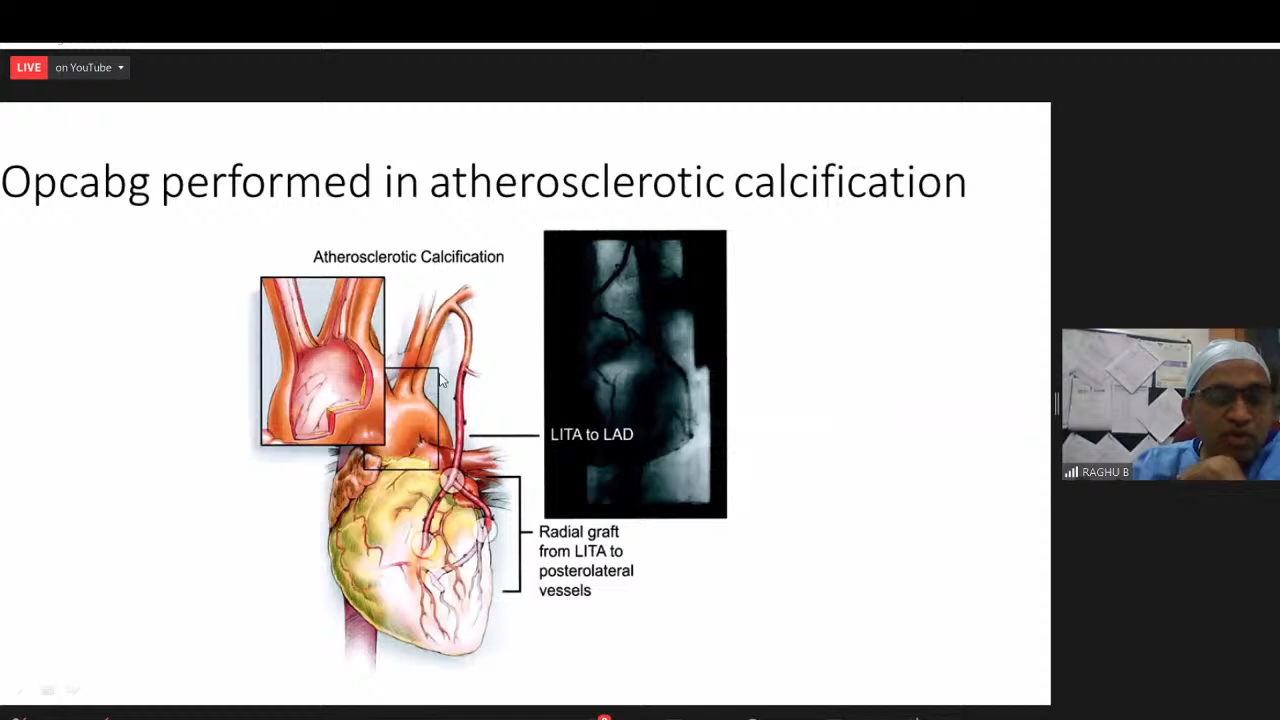 LIVE on YouTube
Opcabg performed in atherosclerotic calcification
Atherosclerotic Calcification
LITA to LAD
Radial graft
from LITA to
posterolateral
vessels
RAGHU B